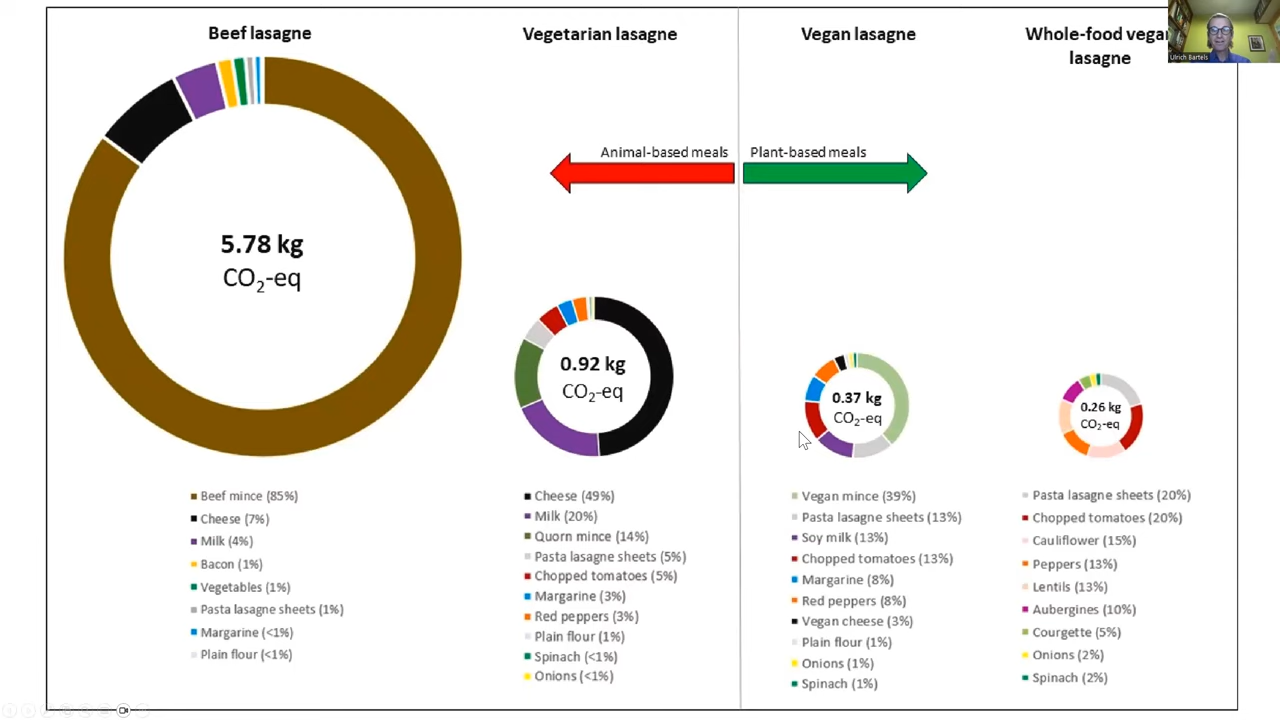 Beef lasagne
Vegetarian lasagne
Vegan lasagne
Whole-food vegan
lasagne
Ulrich Bartels
Animal-based meals
Plant-based meals
5.78 kg
CO₂-eq
0.92 kg
CO₂-eq
0.37 kg
CO₂-eq
0.26 kg
CO₂-eq
Beef mince (85%)
Cheese (7%)
Milk (4%)
Bacon (1%)
Vegetables (1%)
Pasta lasagne sheets (1%)
Margarine (<1%)
Plain flour (<1%)
Cheese (49%)
Milk (20%)
Quorn mince (14%)
Pasta lasagne sheets (5%)
Chopped tomatoes (5%)
Margarine (3%)
Red peppers (3%)
Plain flour (1%)
Spinach (<1%)
Onions (<1%)
Vegan mince (39%)
Pasta lasagne sheets (13%)
Soy milk (13%)
Chopped tomatoes (13%)
Margarine (8%)
Red peppers (8%)
Vegan cheese (3%)
Plain flour (1%)
Onions (1%)
Spinach (1%)
Pasta lasagne sheets (20%)
Chopped tomatoes (20%)
Cauliflower (15%)
Peppers (13%)
Lentils (13%)
Aubergines (10%)
Courgette (5%)
Onions (2%)
Spinach (2%)